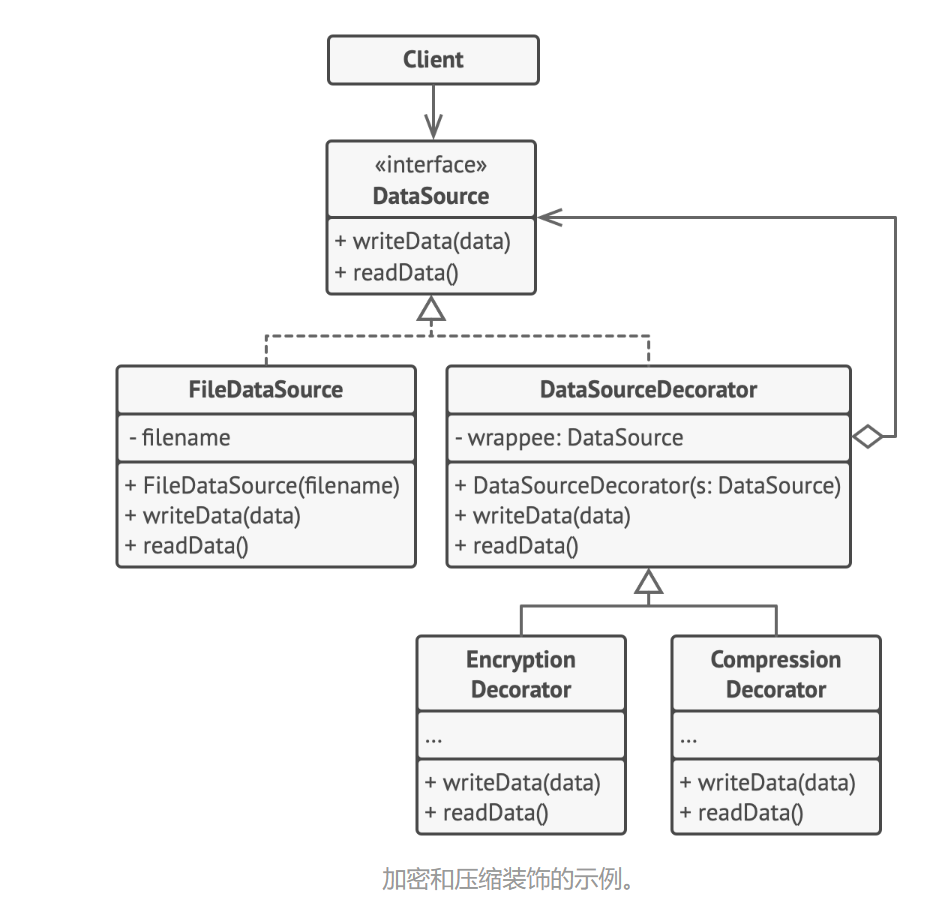 Client
«interface»
DataSource
+ writeData(data)
+ readData()
FileDataSource
- filename
+ FileDataSource(filename)
+ writeData(data)
+ readData()
DataSourceDecorator
- wrappee: DataSource
+ DataSourceDecorator(s: DataSource)
+ writeData(data)
+ readData()
Encryption
Decorator
...
+ writeData(data)
+ readData()
Compression
Decorator
...
+ writeData(data)
+ readData()
加密和压缩装饰的示例。